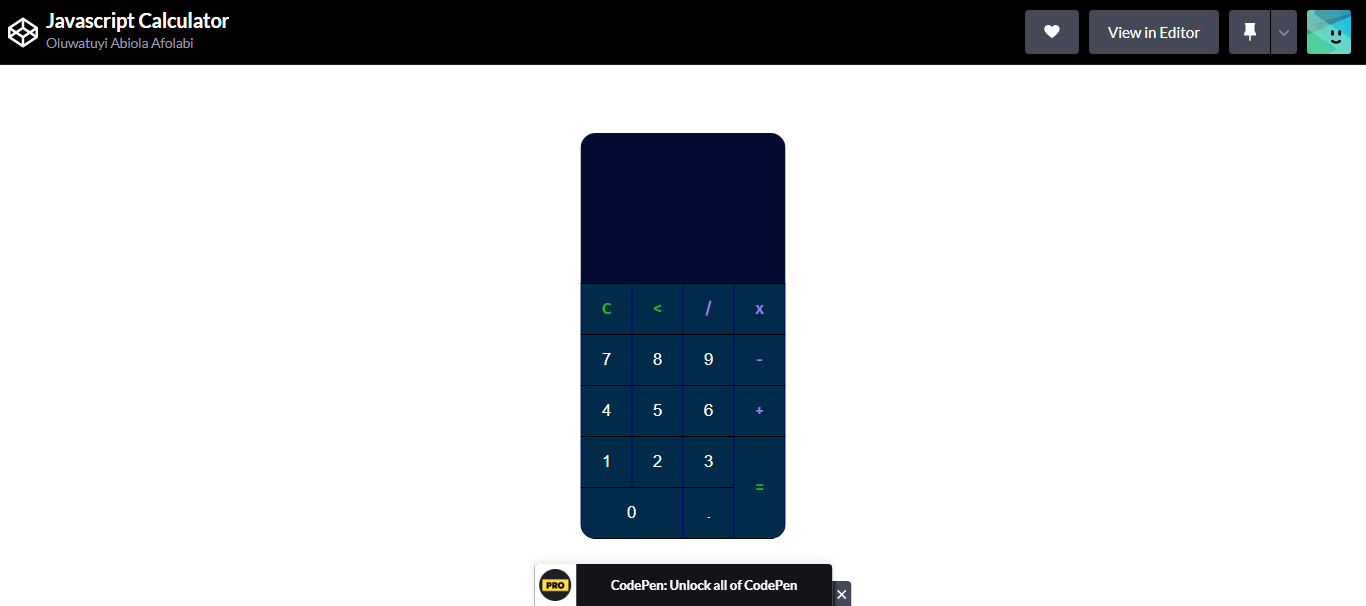 Javascript Calculator
Oluwatuyi Abiola Afolabi
View in Editor
C < / x
7 8 9 -
4 5 6 +
1 2 3
=
0 .
PRO CodePen: Unlock all of CodePen